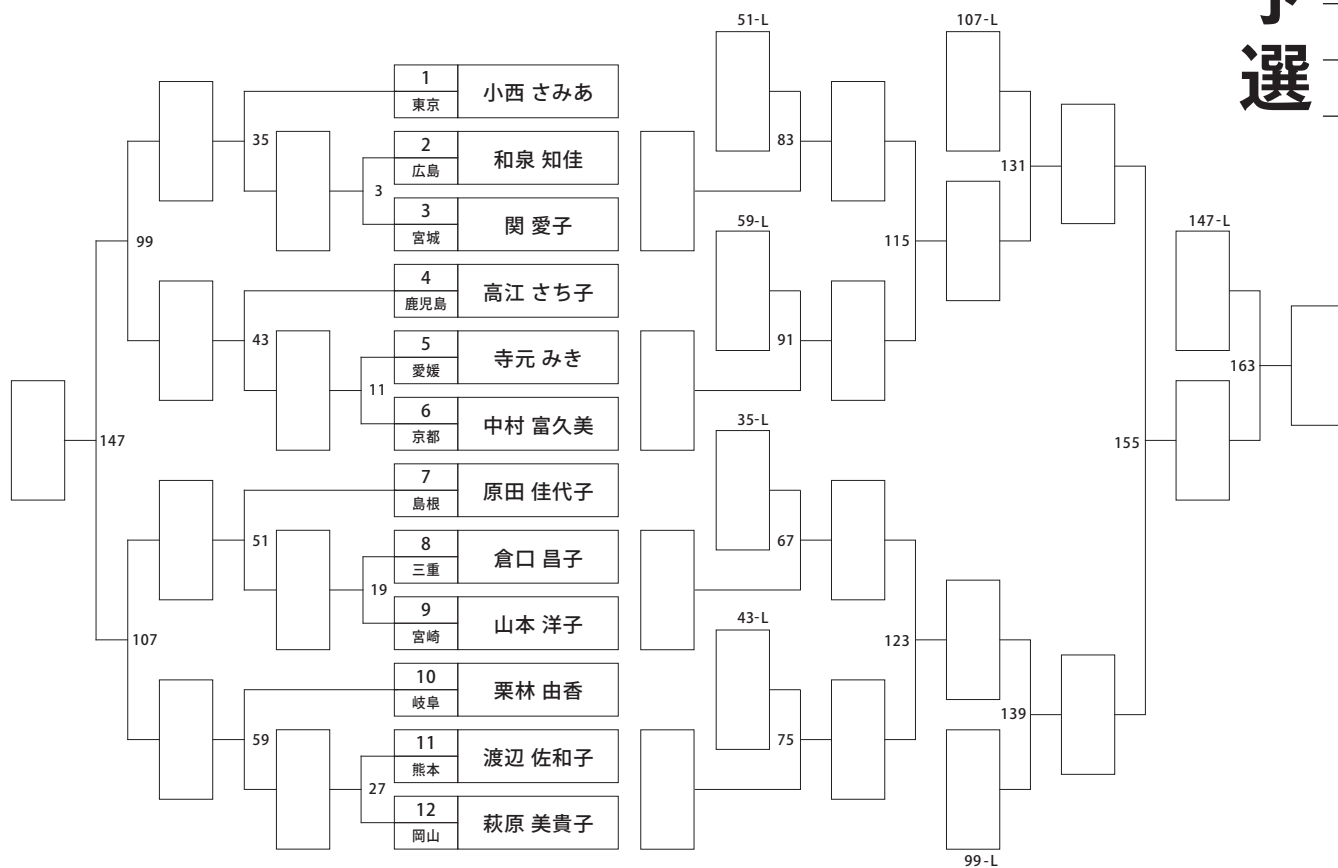 選
51-L
107-L
1
東京
小西 さみあ
35
83
2
広島
和泉 知佳
131
3
3
宮城
関 愛子
59-L
147-L
99
115
4
鹿児島
高江 さち子
43
91
5
愛媛
寺元 みき
163
11
6
京都
中村 富久美
35-L
147
155
7
島根
原田 佳代子
51
67
8
三重
倉口 昌子
19
9
宮崎
山本 洋子
43-L
107
123
10
岐阜
栗林 由香
139
59
75
11
熊本
渡辺 佐和子
27
12
岡山
萩原 美貴子
99-L